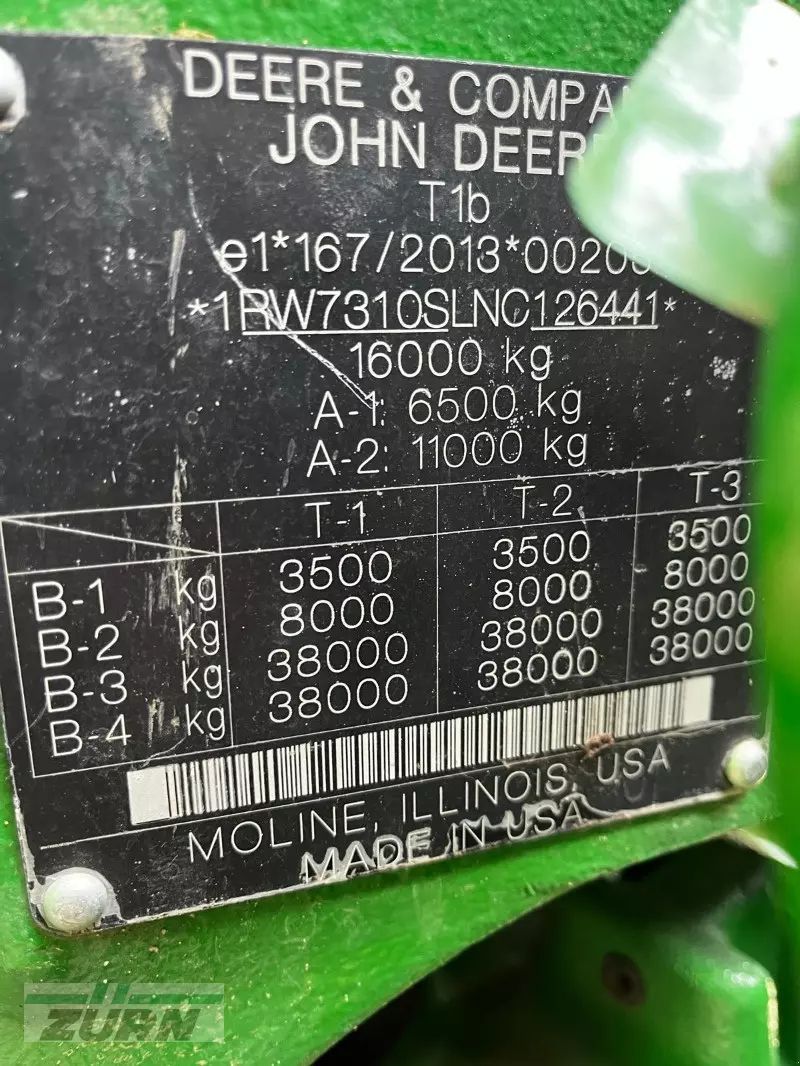 DEERE & COMPA
JOHN DEER
T1b
e1*167/2013*0020
*1RW7310SLNC126441*
16000 kg
A-1: 6500 kg
A-2: 11000 kg
T-1 T-2 T-3
B-1 kg 3500 3500 3500
B-2 kg 8000 8000 8000
B-3 kg 38000 38000 38000
B-4 kg 38000 38000 38000
MOLINE, ILLINOIS, USA
MADE IN USA
ZÜRN